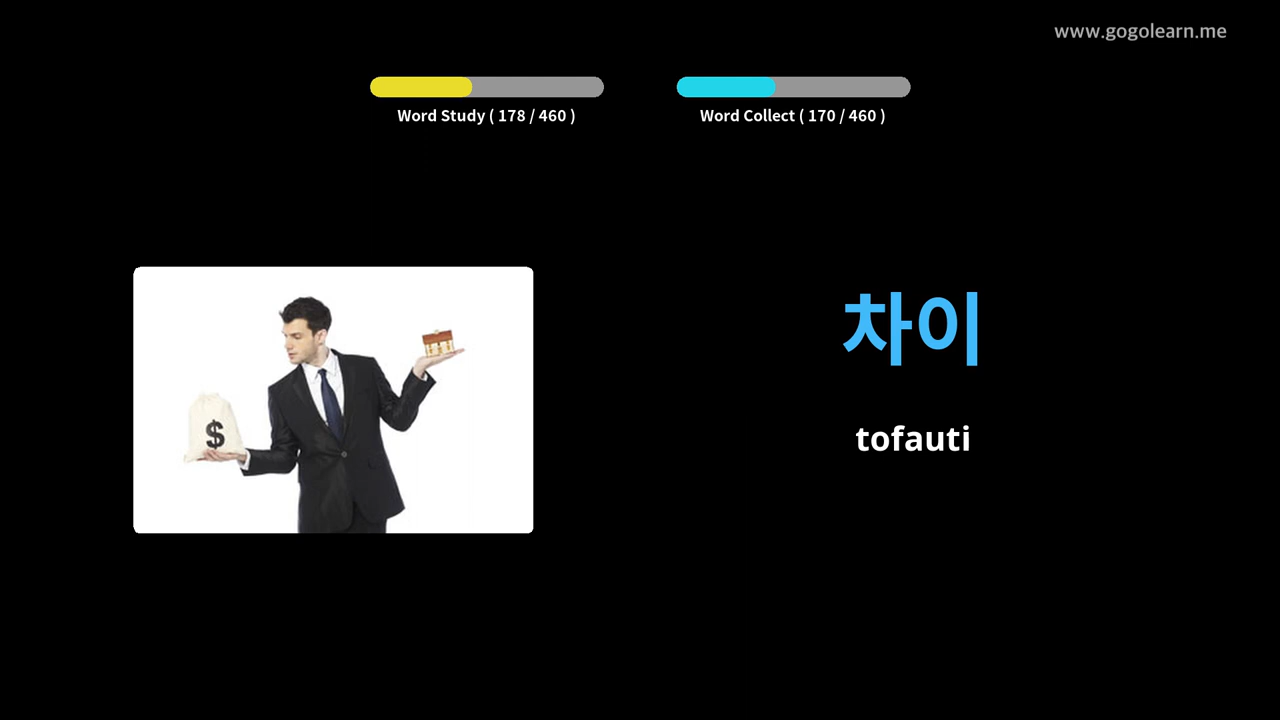 www.gogolearn.me
Word Study ( 178 / 460 )
Word Collect ( 170 / 460 )
차이
$
tofauti